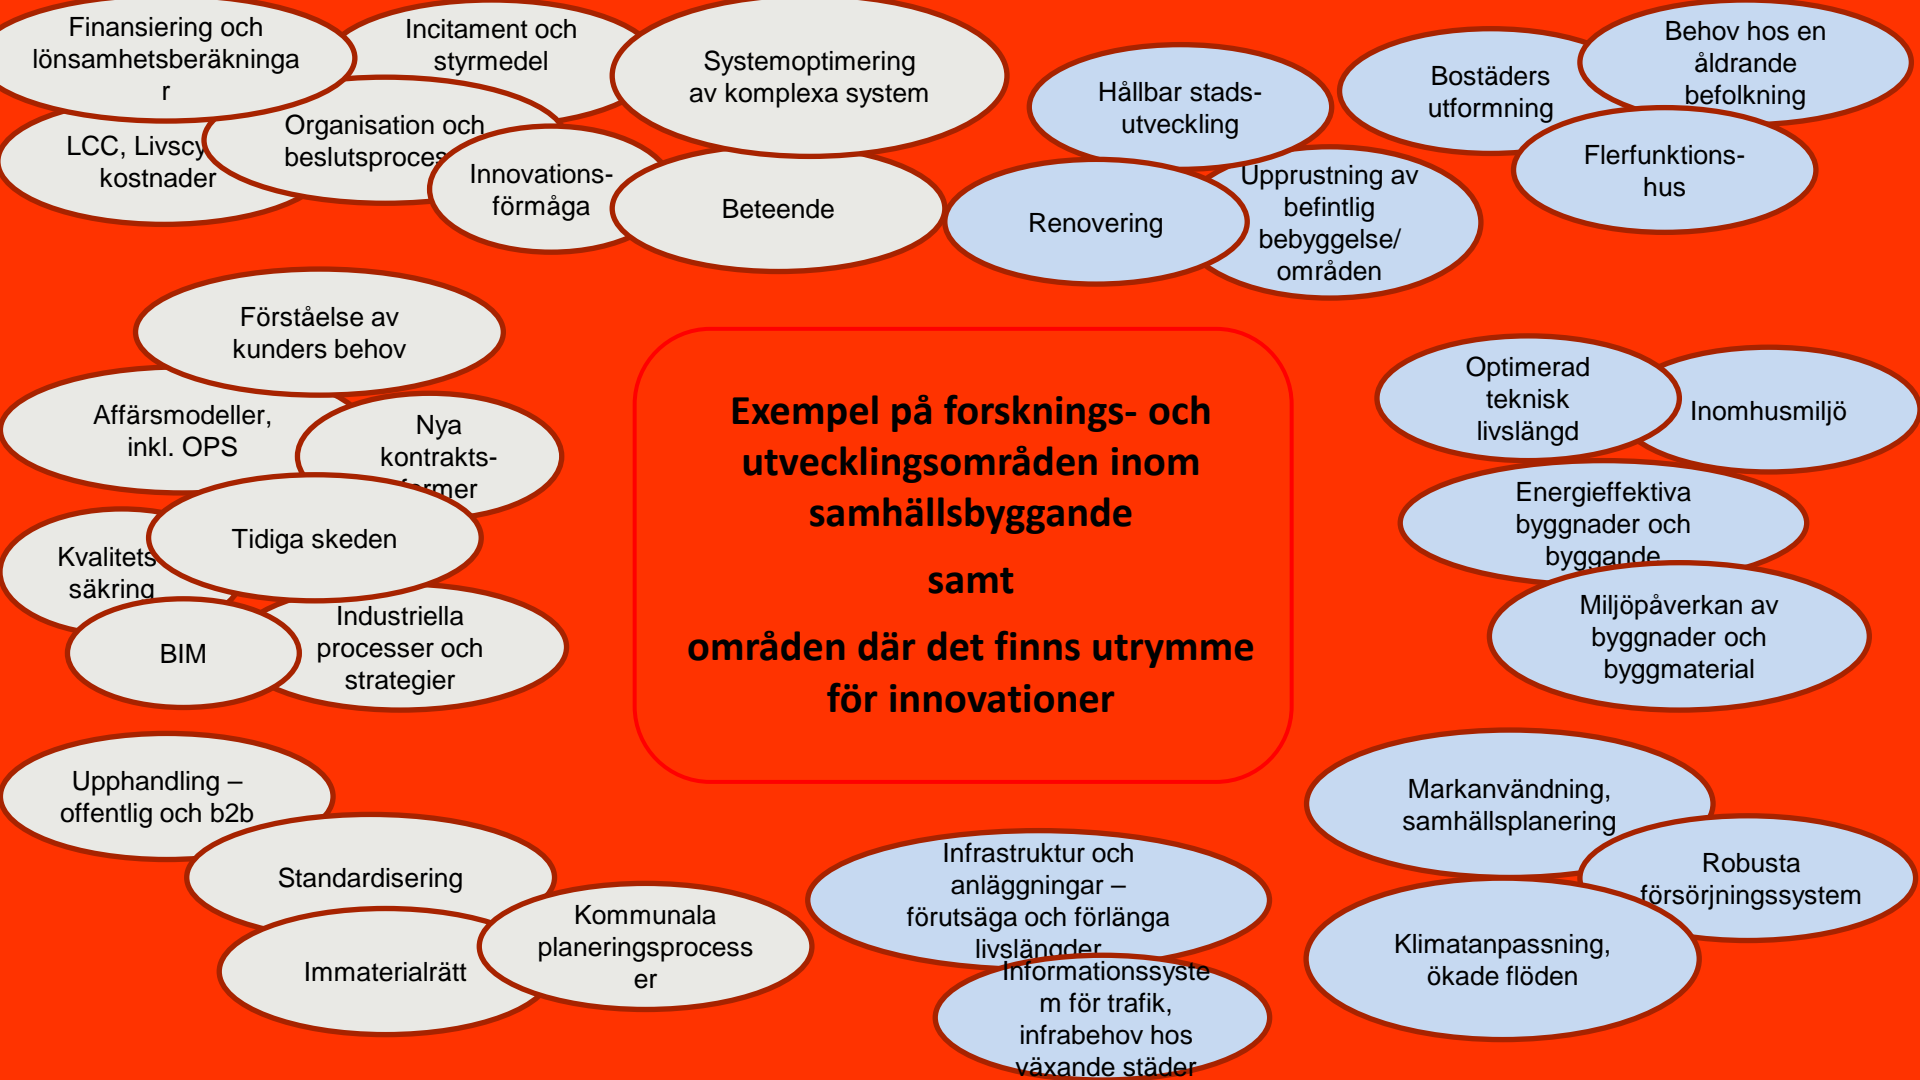 Finansiering och
lönsamhetsberäkninga
r
Incitament och
styrmedel
Systemoptimering
av komplexa system
LCC, Livscy
kostnader
Organisation och
beslutsproces
Innovations-
förmåga
Beteende
Hållbar stads-
utveckling
Renovering
Upprustning av
befintlig
bebyggelse/
områden
Bostäders
utformning
Behov hos en
åldrande
befolkning
Flerfunktions-
hus
Förståelse av
kunders behov
Affärsmodeller,
inkl. OPS
Nya
kontrakts-
former
Tidiga skeden
Kvalitets
säkring
BIM
Industriella
processer och
strategier
Exempel på forsknings- och
utvecklingsområden inom
samhällsbyggande
samt
områden där det finns utrymme
för innovationer
Optimerad
teknisk
livslängd
Inomhusmiljö
Energieffektiva
byggnader och
byggande
Miljöpåverkan av
byggnader och
byggmaterial
Upphandling –
offentlig och b2b
Standardisering
Immaterialrätt
Kommunala
planeringsprocess
er
Infrastruktur och
anläggningar –
förutsäga och förlänga
livslängder
Informationssyste
m för trafik,
infrabehov hos
växande städer
Markanvändning,
samhällsplanering
Robusta
försörjningssystem
Klimatanpassning,
ökade flöden